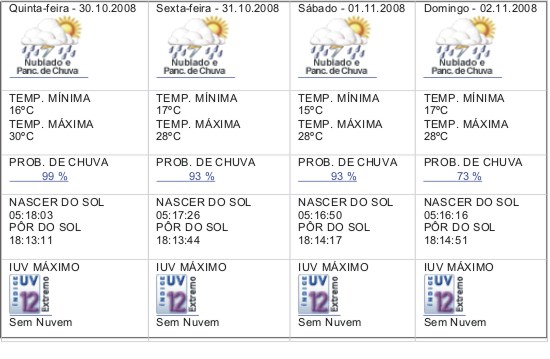 Quinta-feira - 30.10.2008
Nublado e
Panc. de Chuva
TEMP. MÍNIMA
16ºC
TEMP. MÁXIMA
30ºC
PROB. DE CHUVA
99 %
NASCER DO SOL
05:18:03
PÔR DO SOL
18:13:11
IUV MÁXIMO
ÍNDICE
UV
12
Extremo
Sem Nuvem
Sexta-feira - 31.10.2008
Nublado e
Panc. de Chuva
TEMP. MÍNIMA
17ºC
TEMP. MÁXIMA
28ºC
PROB. DE CHUVA
93 %
NASCER DO SOL
05:17:26
PÔR DO SOL
18:13:44
IUV MÁXIMO
ÍNDICE
UV
12
Extremo
Sem Nuvem
Sábado - 01.11.2008
Nublado e
Panc. de Chuva
TEMP. MÍNIMA
15ºC
TEMP. MÁXIMA
28ºC
PROB. DE CHUVA
93 %
NASCER DO SOL
05:16:50
PÔR DO SOL
18:14:17
IUV MÁXIMO
ÍNDICE
UV
12
Extremo
Sem Nuvem
Domingo - 02.11.2008
Nublado e
Panc. de Chuva
TEMP. MÍNIMA
17ºC
TEMP. MÁXIMA
28ºC
PROB. DE CHUVA
73 %
NASCER DO SOL
05:16:16
PÔR DO SOL
18:14:51
IUV MÁXIMO
ÍNDICE
UV
12
Extremo
Sem Nuvem